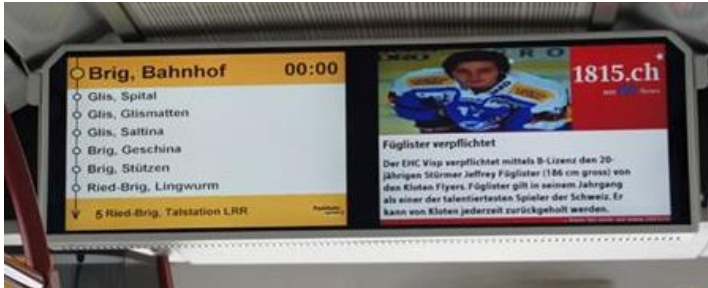 Brig, Bahnhof 00:00
Glis, Spital
Glis, Glismatten
Glis, Saltina
Brig, Geschina
Brig, Stützen
Ried-Brig, Lingwurm
5 Ried-Brig, Talstation LRR
1815.ch
Füglister verpflichtet
Der EHC Visp verpflichtet mittels B-Lizenz den 20-
jährigen Stürmer Jeffrey Füglister (186 cm gross) von
den Kloten Flyers. Füglister gilt in seinem Jahrgang
als einer der talentiertesten Spieler der Schweiz. Er
kann von Kloten jederzeit zurückgeholt werden.